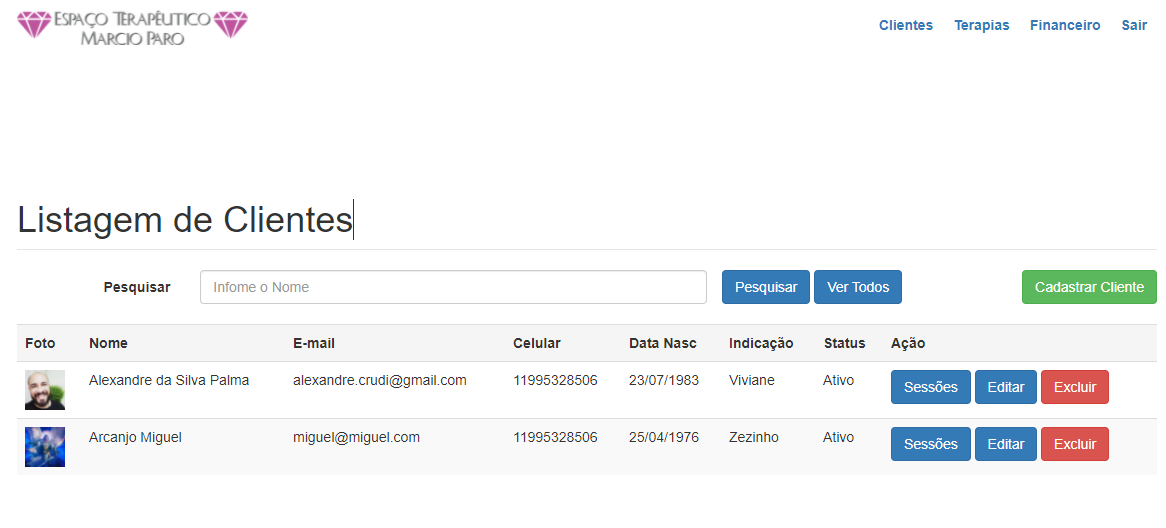 ESPAÇO TERAPÊUTICO
MARCIO PARO
Clientes Terapias Financeiro Sair
Listagem de Clientes
Pesquisar Infome o Nome Pesquisar Ver Todos Cadastrar Cliente
Foto Nome E-mail Celular Data Nasc Indicação Status Ação
Alexandre da Silva Palma alexandre.crudi@gmail.com 11995328506 23/07/1983 Viviane Ativo Sessões Editar Excluir
Arcanjo Miguel miguel@miguel.com 11995328506 25/04/1976 Zezinho Ativo Sessões Editar Excluir